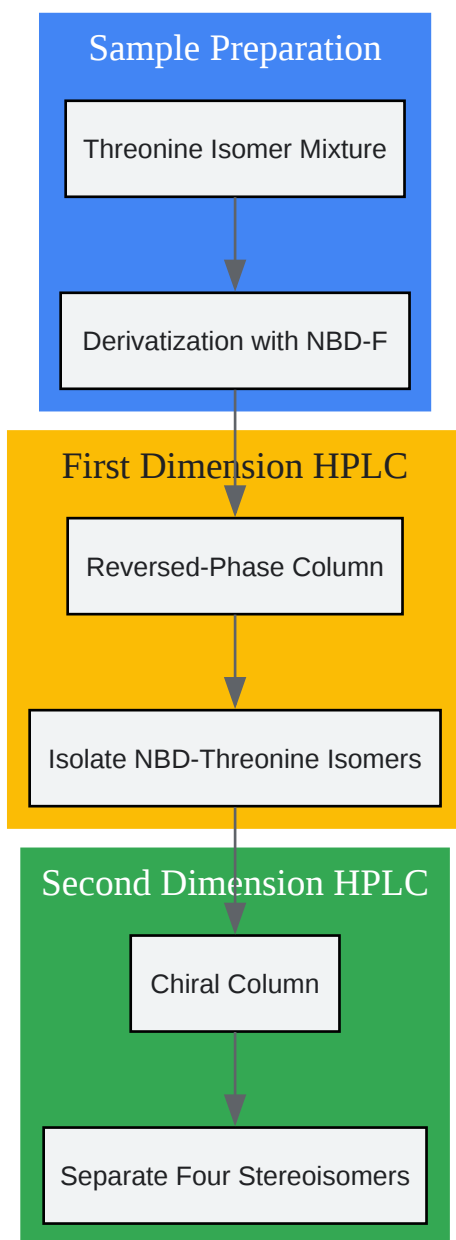 Sample Preparation
Threonine Isomer Mixture
Derivatization with NBD-F
First Dimension HPLC
Reversed-Phase Column
Isolate NBD-Threonine Isomers
Second Dimension HPLC
Chiral Column
Separate Four Stereoisomers